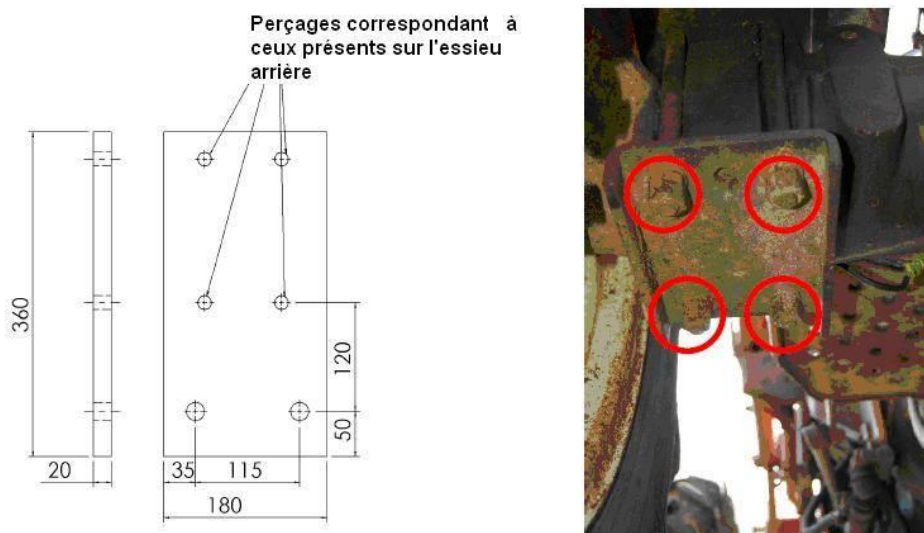 Perçages correspondant à
ceux présents sur l'essieu
arrière
360
120
50
20
35
115
180